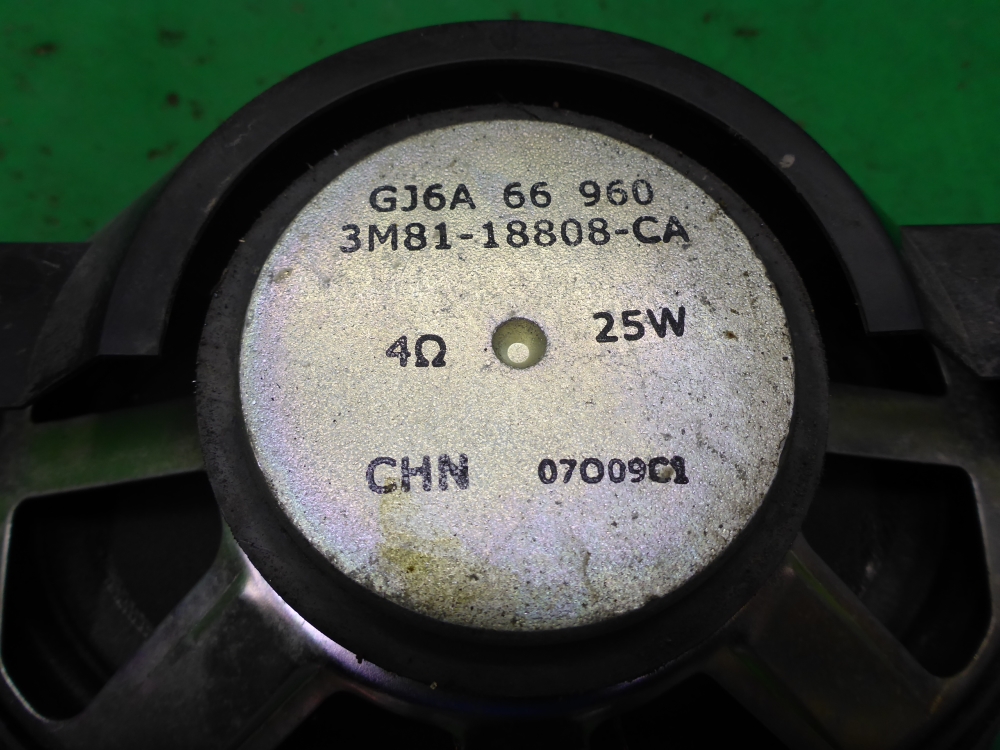 GJ6A 66 960
3M81-18808-CA
4Ω 25W
CHN 07O09C1